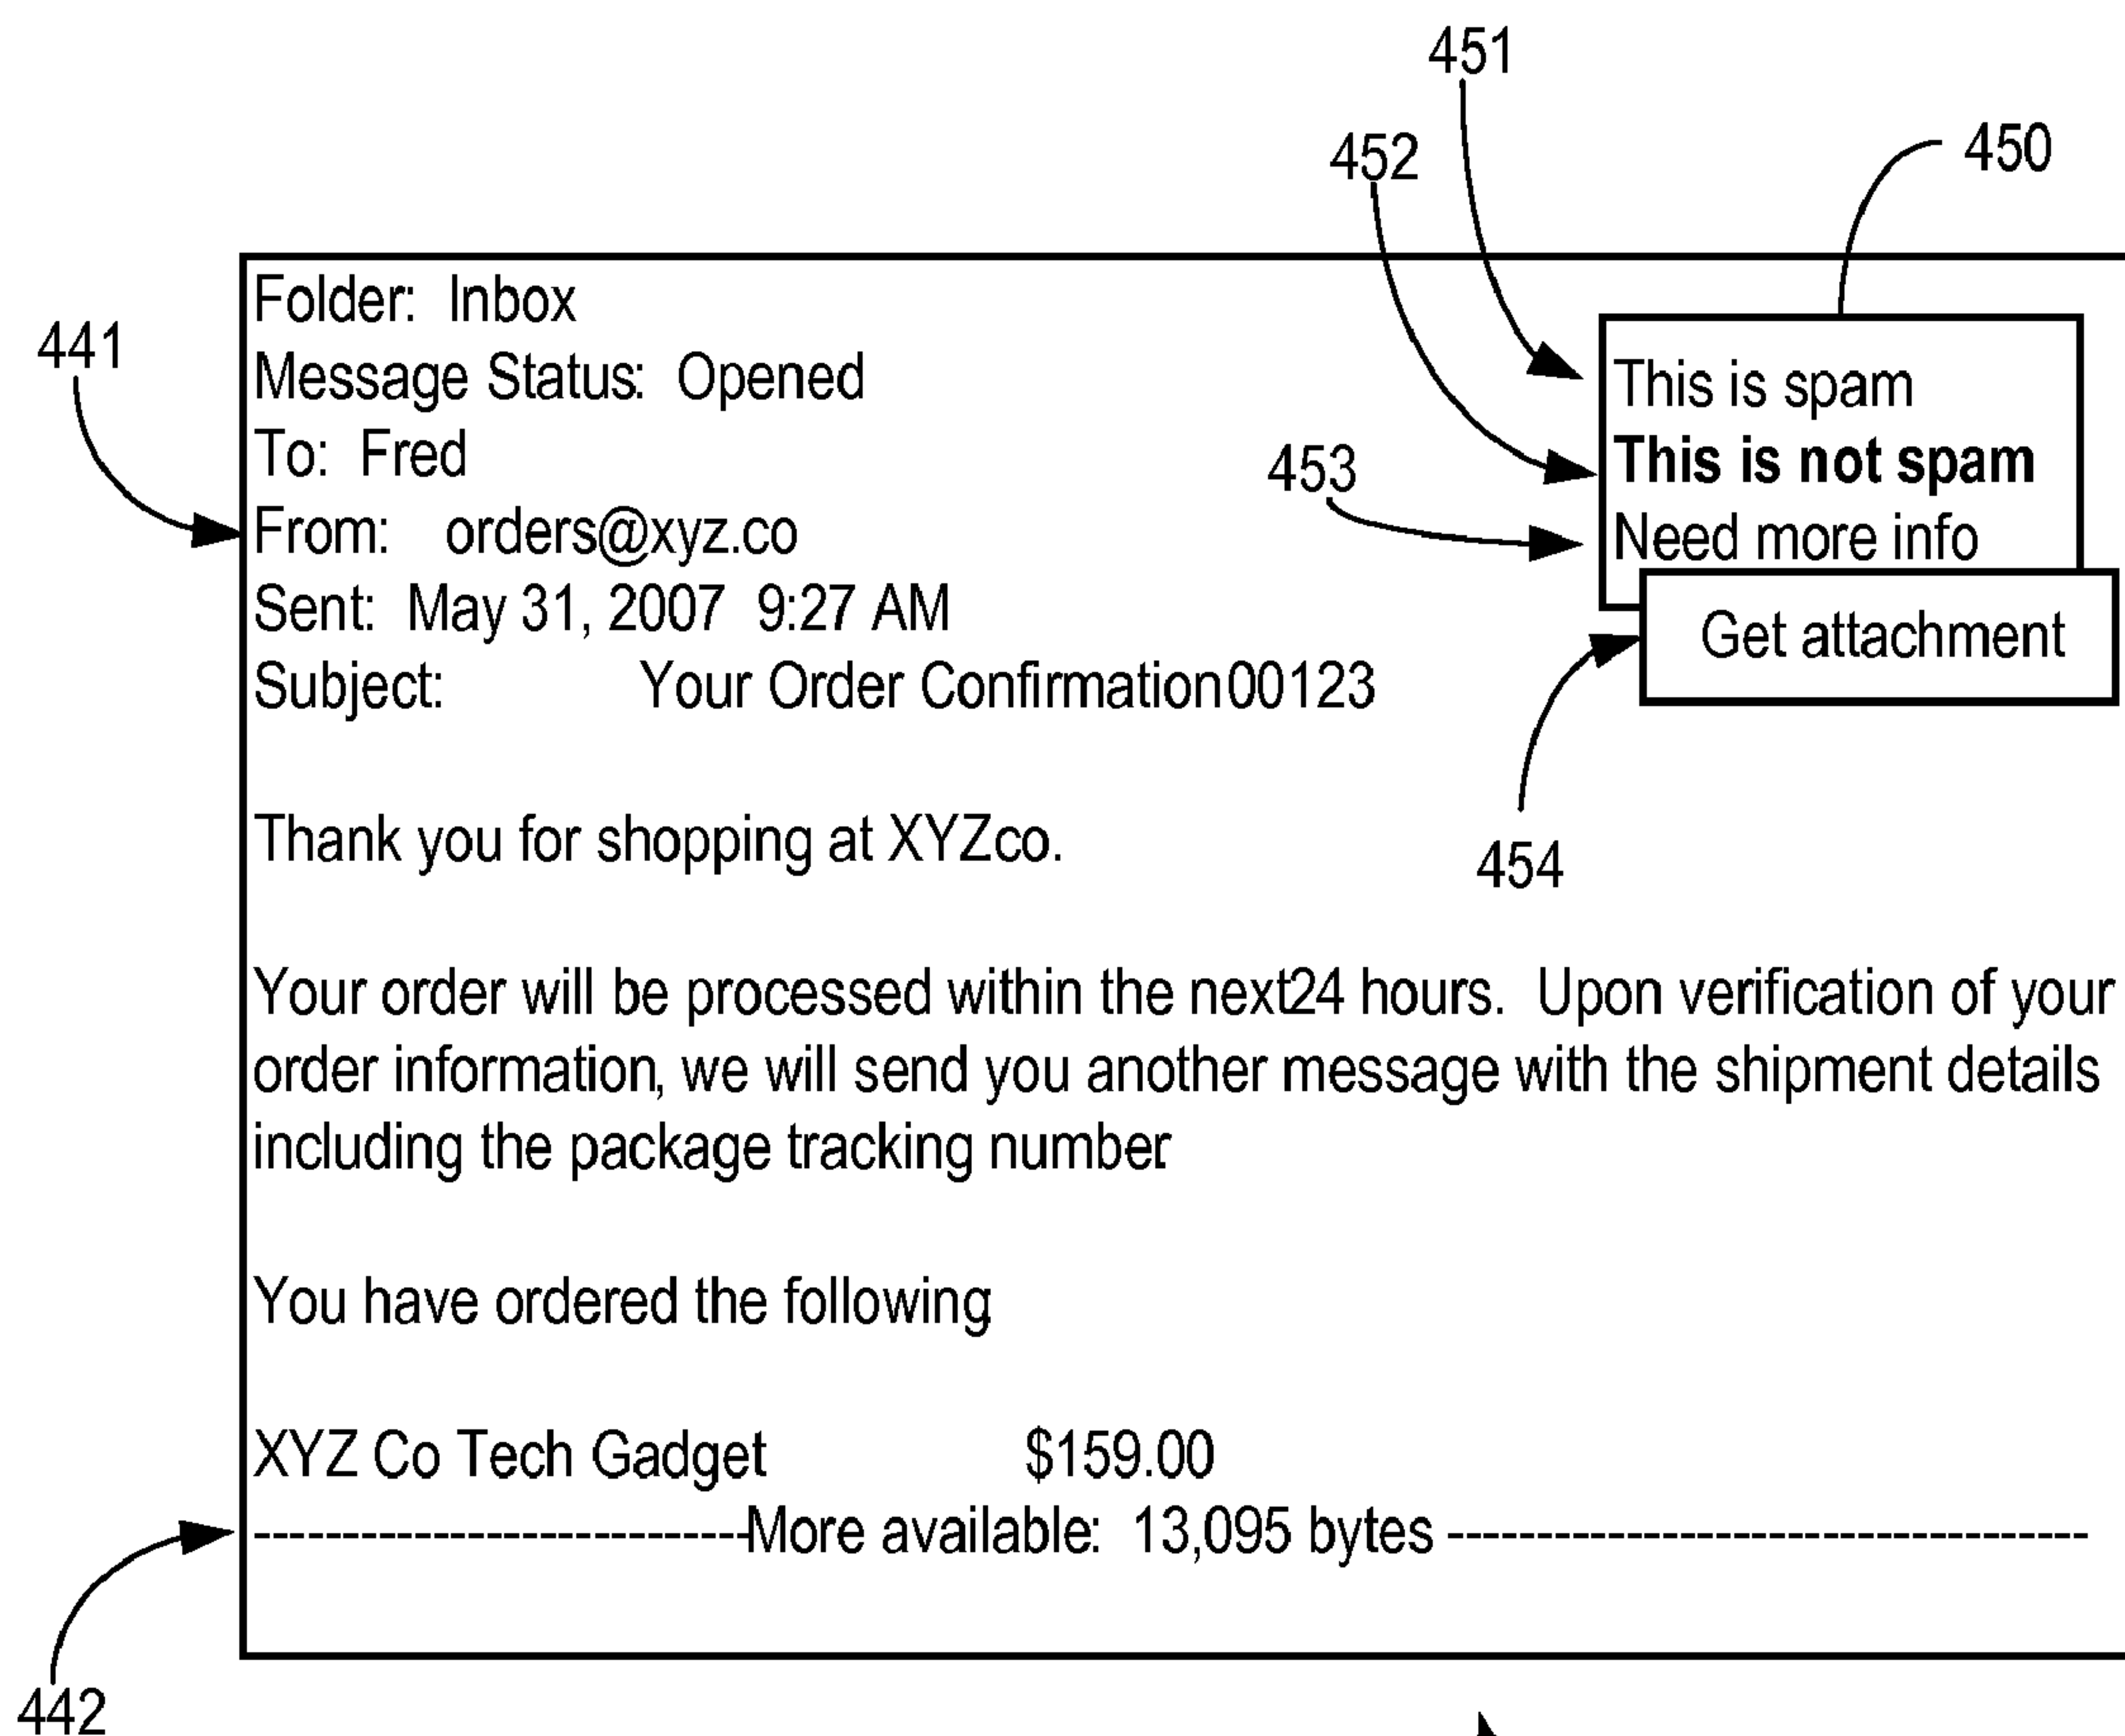 451
452
450
Folder: Inbox
441
Message Status: Opened
This is spam
To: Fred
This is not spam
453
From: orders@xyz.co
Need more info
Sent: May 31, 2007 9:27 AM
Get attachment
Subject: Your Order Confirmation00123
Thank you for shopping at XYZco.
454
Your order will be processed within the next24 hours. Upon verification of your
order information, we will send you another message with the shipment details
including the package tracking number.
You have ordered the following
XYZ Co Tech Gadget $159.00
----------------------------More available: 13,095 bytes ------------------------------------
442